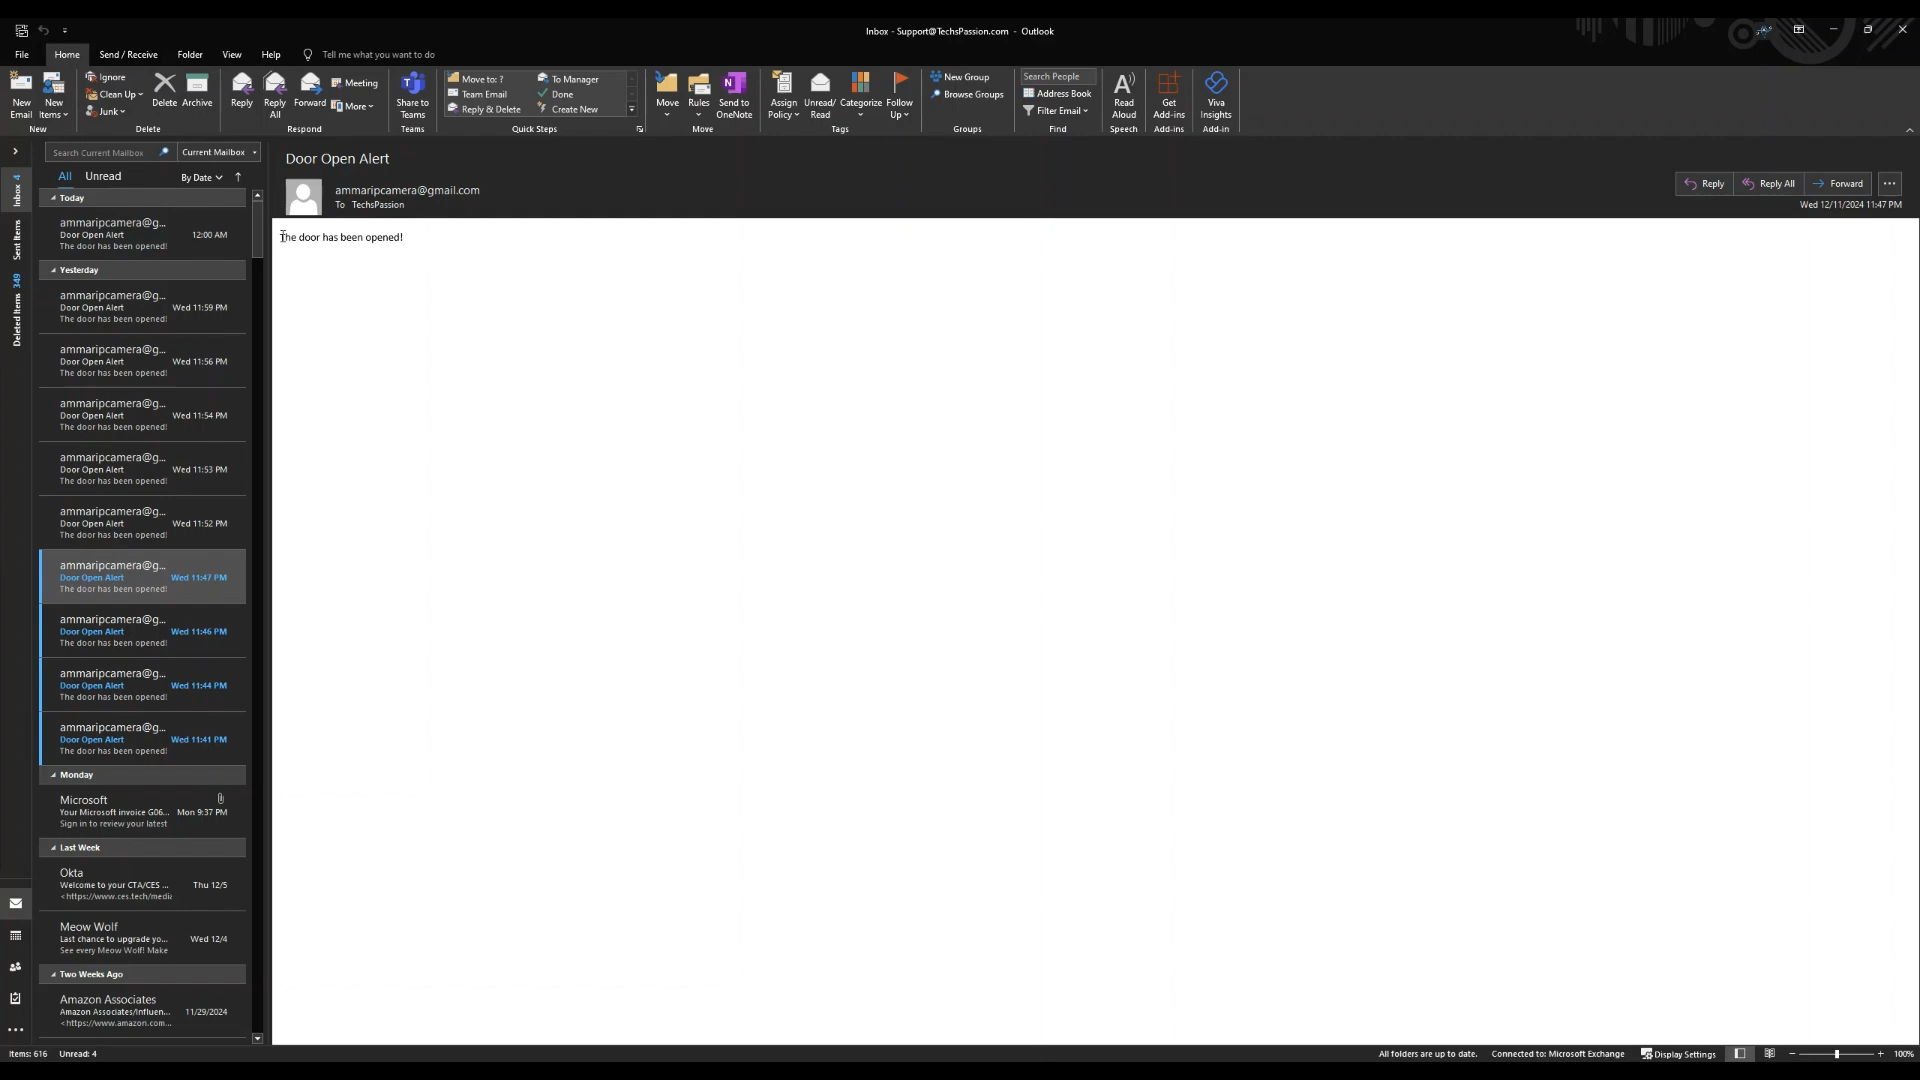 Inbox - Support@TechsPassion.com - Outlook
File Home Send / Receive Folder View Help Tell me what you want to do
New Email
New Items
New
Ignore
Clean Up
Junk
Delete
Archive
Delete
Reply
Reply All
Forward
Meeting
More
Respond
Share to Teams
Teams
Move to: ?
Team Email
Reply & Delete
To Manager
Done
Create New
Quick Steps
Move
Rules
Send to OneNote
Move
Assign Policy
Unread/ Read
Categorize
Follow Up
Tags
New Group
Browse Groups
Groups
Search People
Address Book
Filter Email
Find
Read Aloud
Speech
Get Add-ins
Add-ins
Viva Insights
Add-in
Inbox 4
Sent Items
Deleted Items 349
Search Current Mailbox Current Mailbox
All Unread By Date
Today
ammaripcamera@g...
Door Open Alert 12:00 AM
The door has been opened!
Yesterday
ammaripcamera@g...
Door Open Alert Wed 11:59 PM
The door has been opened!
ammaripcamera@g...
Door Open Alert Wed 11:56 PM
The door has been opened!
ammaripcamera@g...
Door Open Alert Wed 11:54 PM
The door has been opened!
ammaripcamera@g...
Door Open Alert Wed 11:53 PM
The door has been opened!
ammaripcamera@g...
Door Open Alert Wed 11:52 PM
The door has been opened!
ammaripcamera@g...
Door Open Alert Wed 11:47 PM
The door has been opened!
ammaripcamera@g...
Door Open Alert Wed 11:46 PM
The door has been opened!
ammaripcamera@g...
Door Open Alert Wed 11:44 PM
The door has been opened!
ammaripcamera@g...
Door Open Alert Wed 11:41 PM
The door has been opened!
Monday
Microsoft
Your Microsoft invoice G06... Mon 9:37 PM
Sign in to review your latest
Last Week
Okta
Welcome to your CTA/CES ... Thu 12/5
<https://www.ces.tech/media
Meow Wolf
Last chance to upgrade yo... Wed 12/4
See every Meow Wolf! Make
Two Weeks Ago
Amazon Associates
Amazon Associates/Influen... 11/29/2024
<https://www.amazon.com...
Door Open Alert
ammaripcamera@gmail.com
To TechsPassion
Reply Reply All Forward
Wed 12/11/2024 11:47 PM
The door has been opened!
Items: 616 Unread: 4
All folders are up to date. Connected to: Microsoft Exchange Display Settings 100%